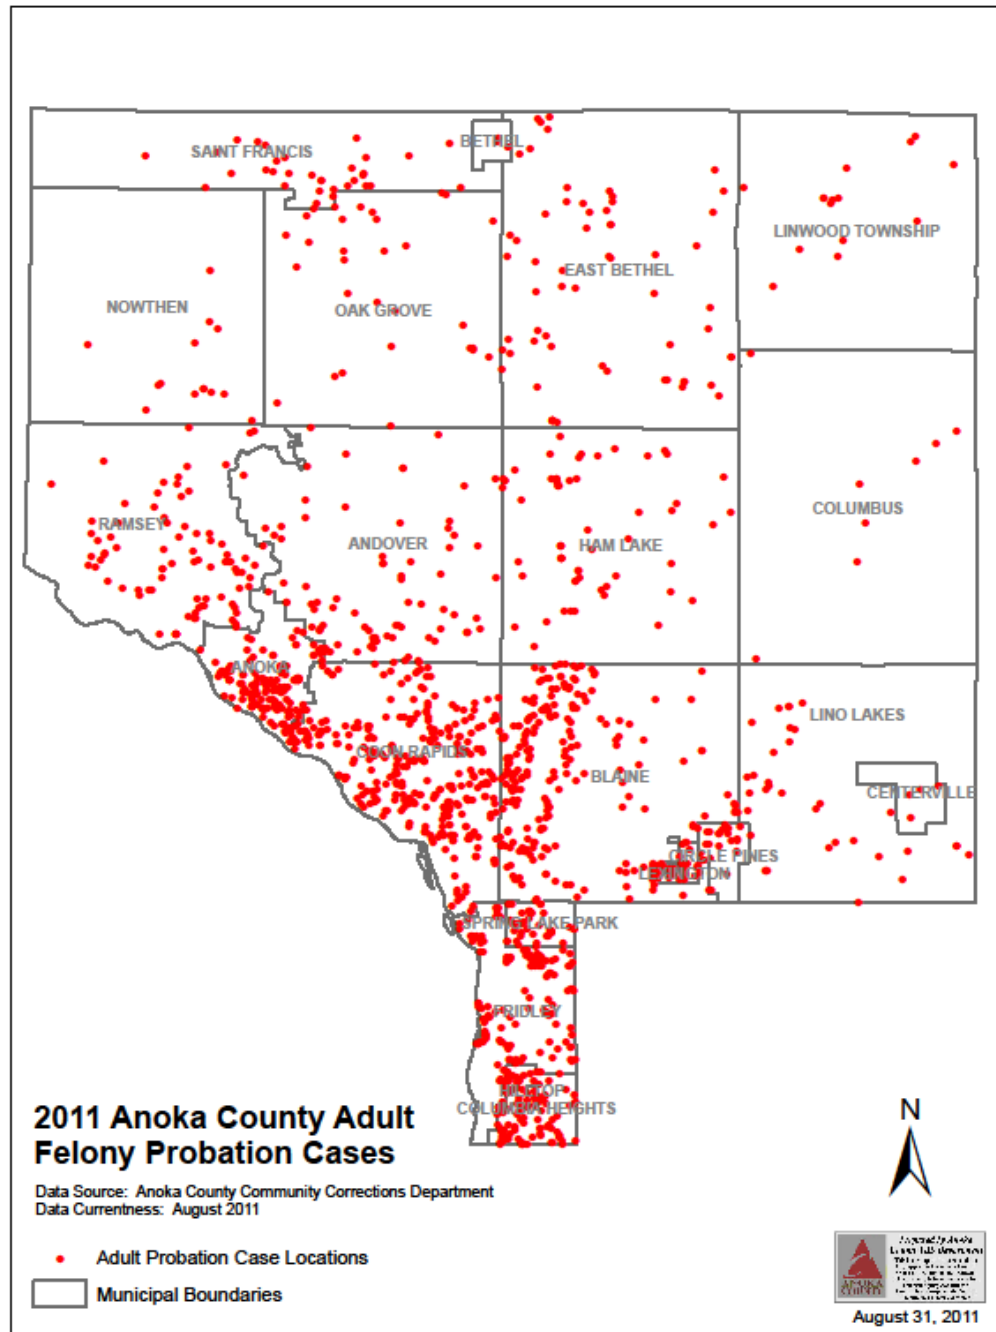 SAINT FRANCIS
BETHEL
LINWOOD TOWNSHIP
EAST BETHEL
NOWTHEN
OAK GROVE
COLUMBUS
RAMSEY
ANDOVER
HAM LAKE
ANOKA
LINO LAKES
COON RAPIDS
BLAINE
CENTERVILLE
CIRCLE PINES
LEXINGTON
SPRING LAKE PARK
FRIDLEY
HILLTOP
COLUMBIA HEIGHTS
2011 Anoka County Adult
Felony Probation Cases
Data Source: Anoka County Community Corrections Department
Data Currentness: August 2011
Adult Probation Case Locations
Municipal Boundaries
N
ANOKA
COUNTY
August 31, 2011